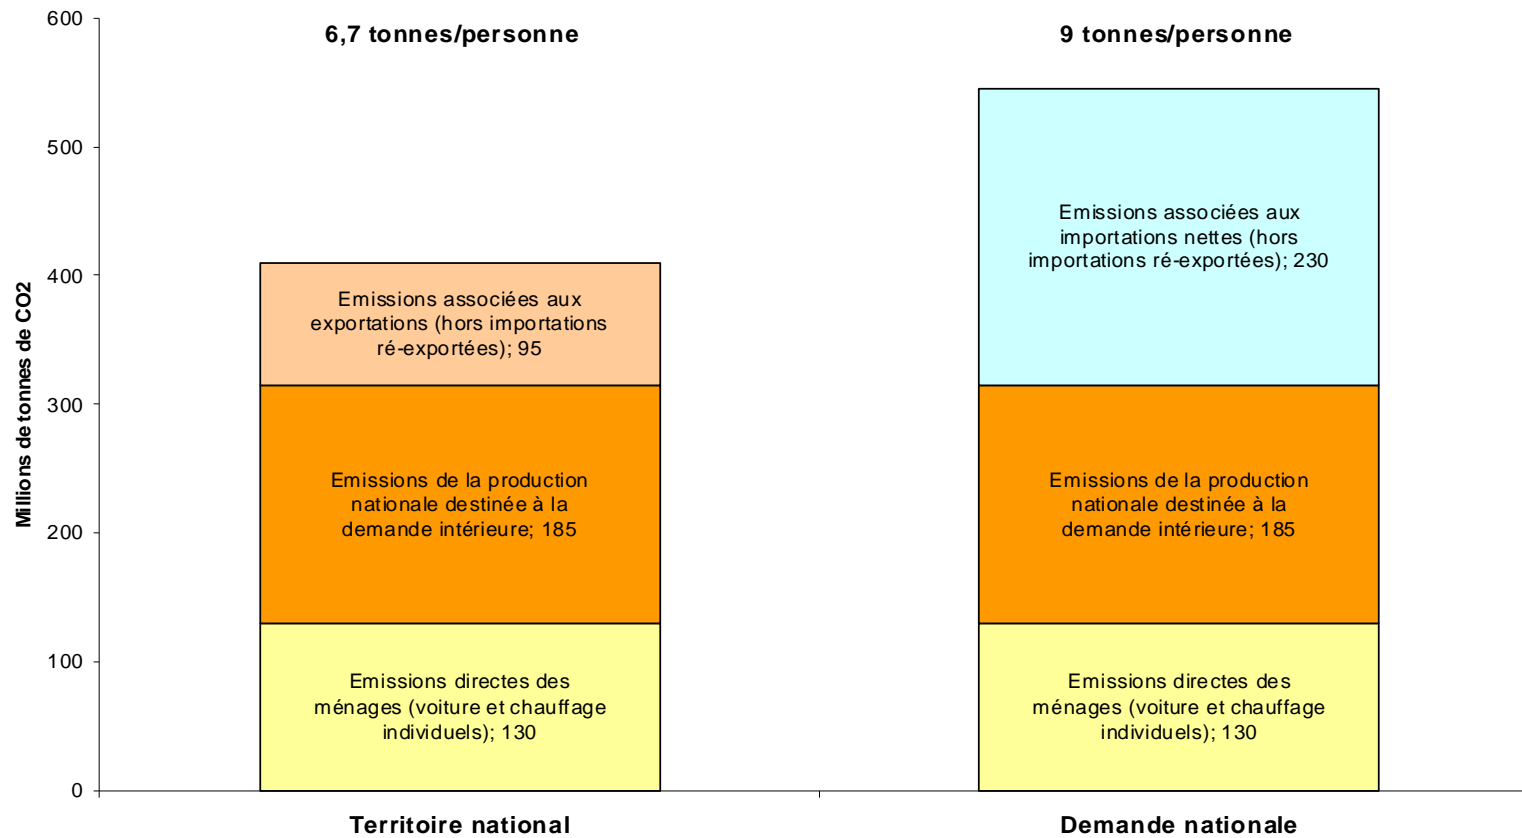 600
500
400
300
200
100
0
Millions de tonnes de CO2
6,7 tonnes/personne
Emissions associées aux
exportations (hors importations
ré-exportées); 95
Emissions de la production
nationale destinée à la
demande intérieure; 185
Emissions directes des
ménages (voiture et chauffage
individuels); 130
Territoire national
9 tonnes/personne
Emissions associées aux
importations nettes (hors
importations ré-exportées); 230
Emissions de la production
nationale destinée à la
demande intérieure; 185
Emissions directes des
ménages (voiture et chauffage
individuels); 130
Demande nationale